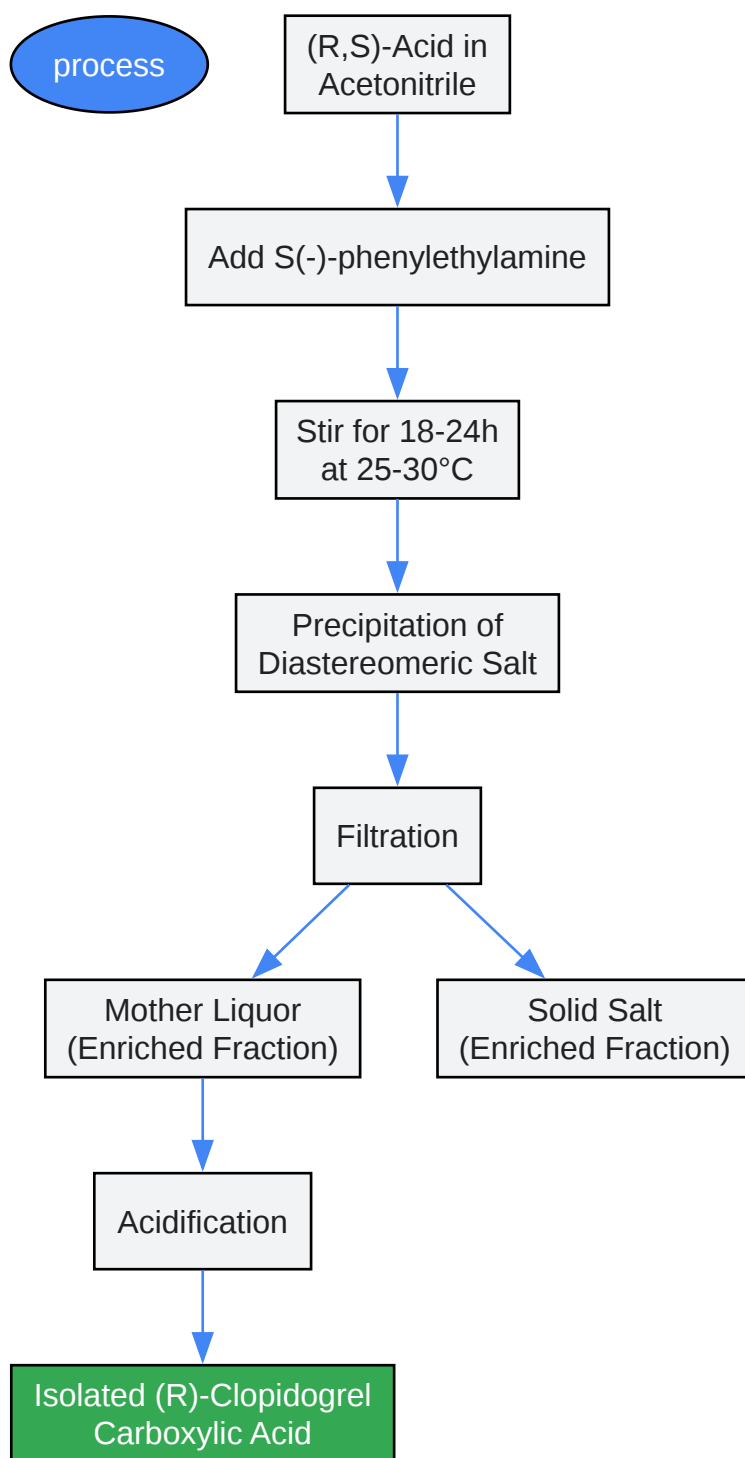 process
(R,S)-Acid in
Acetonitrile
Add S(-)-phenylethylamine
Stir for 18-24h
at 25-30°C
Precipitation of
Diastereomeric Salt
Filtration
Mother Liquor
(Enriched Fraction)
Solid Salt
(Enriched Fraction)
Acidification
Isolated (R)-Clopidogrel
Carboxylic Acid